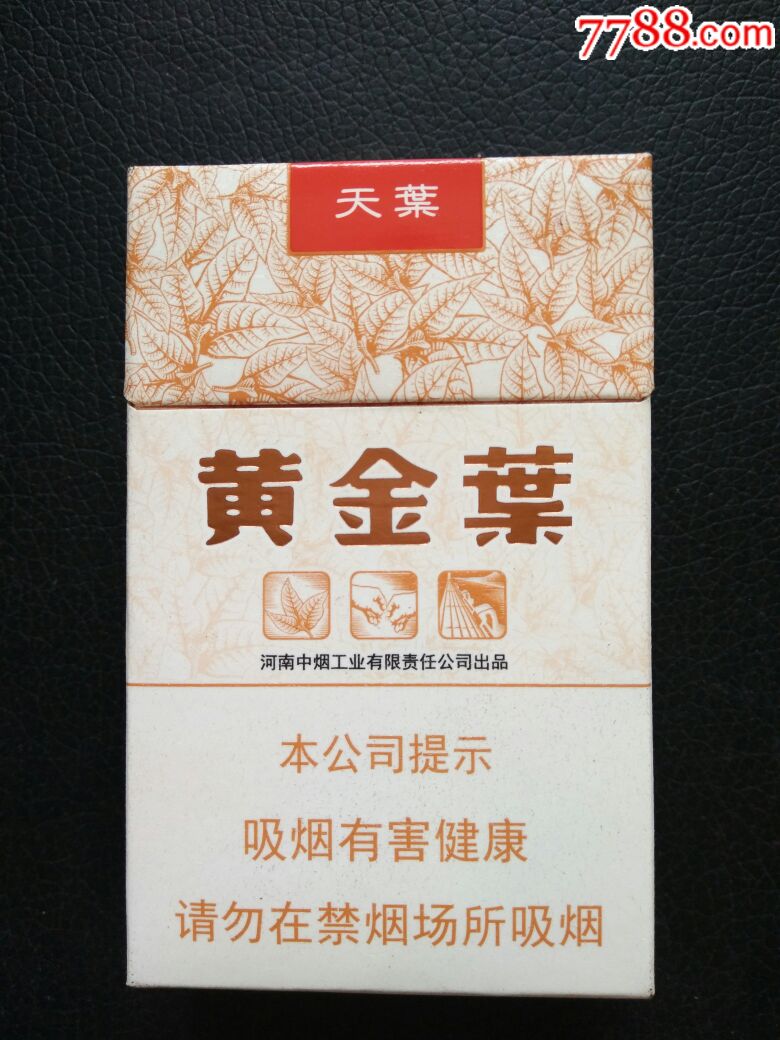 7788.com
天葉
黄金葉
河南中烟工业有限责任公司出品
本公司提示
吸烟有害健康
请勿在禁烟场所吸烟